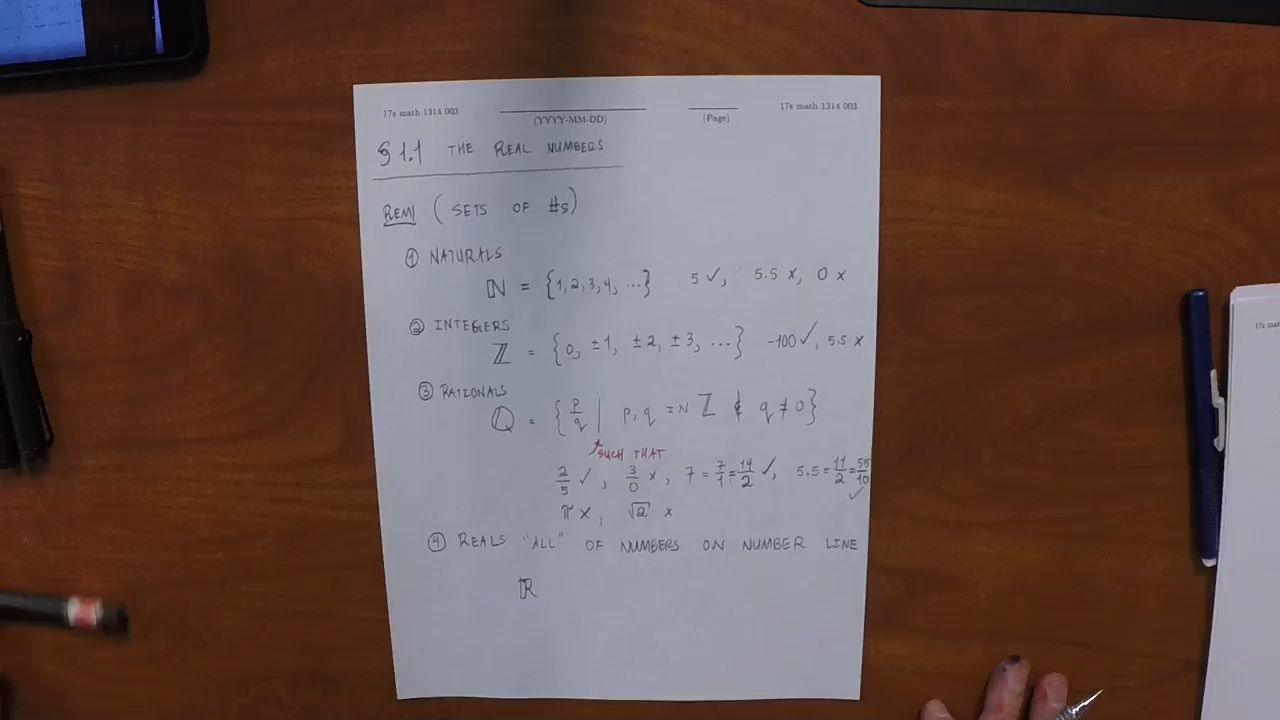 17s math 1314 003 (YYYY-MM-DD) (Page) 17s math 1314 003
§ 1.1 THE REAL NUMBERS
REM (SETS OF #s)
① NATURALS
ℕ = {1, 2, 3, 4, ...} 5 ✓, 5.5 x, 0 x
② INTEGERS
ℤ = {0, ±1, ±2, ±3, ...} -100 ✓, 5.5 x
③ RATIONALS
ℚ = {p/q | p, q IN ℤ & q ≠ 0}
SUCH THAT
2/5 ✓, 3/0 x, 7 = 7/1 = 14/2 ✓, 5.5 = 11/2 = 55/10 ✓
π x, √2 x
④ REALS "ALL" OF NUMBERS ON NUMBER LINE
ℝ